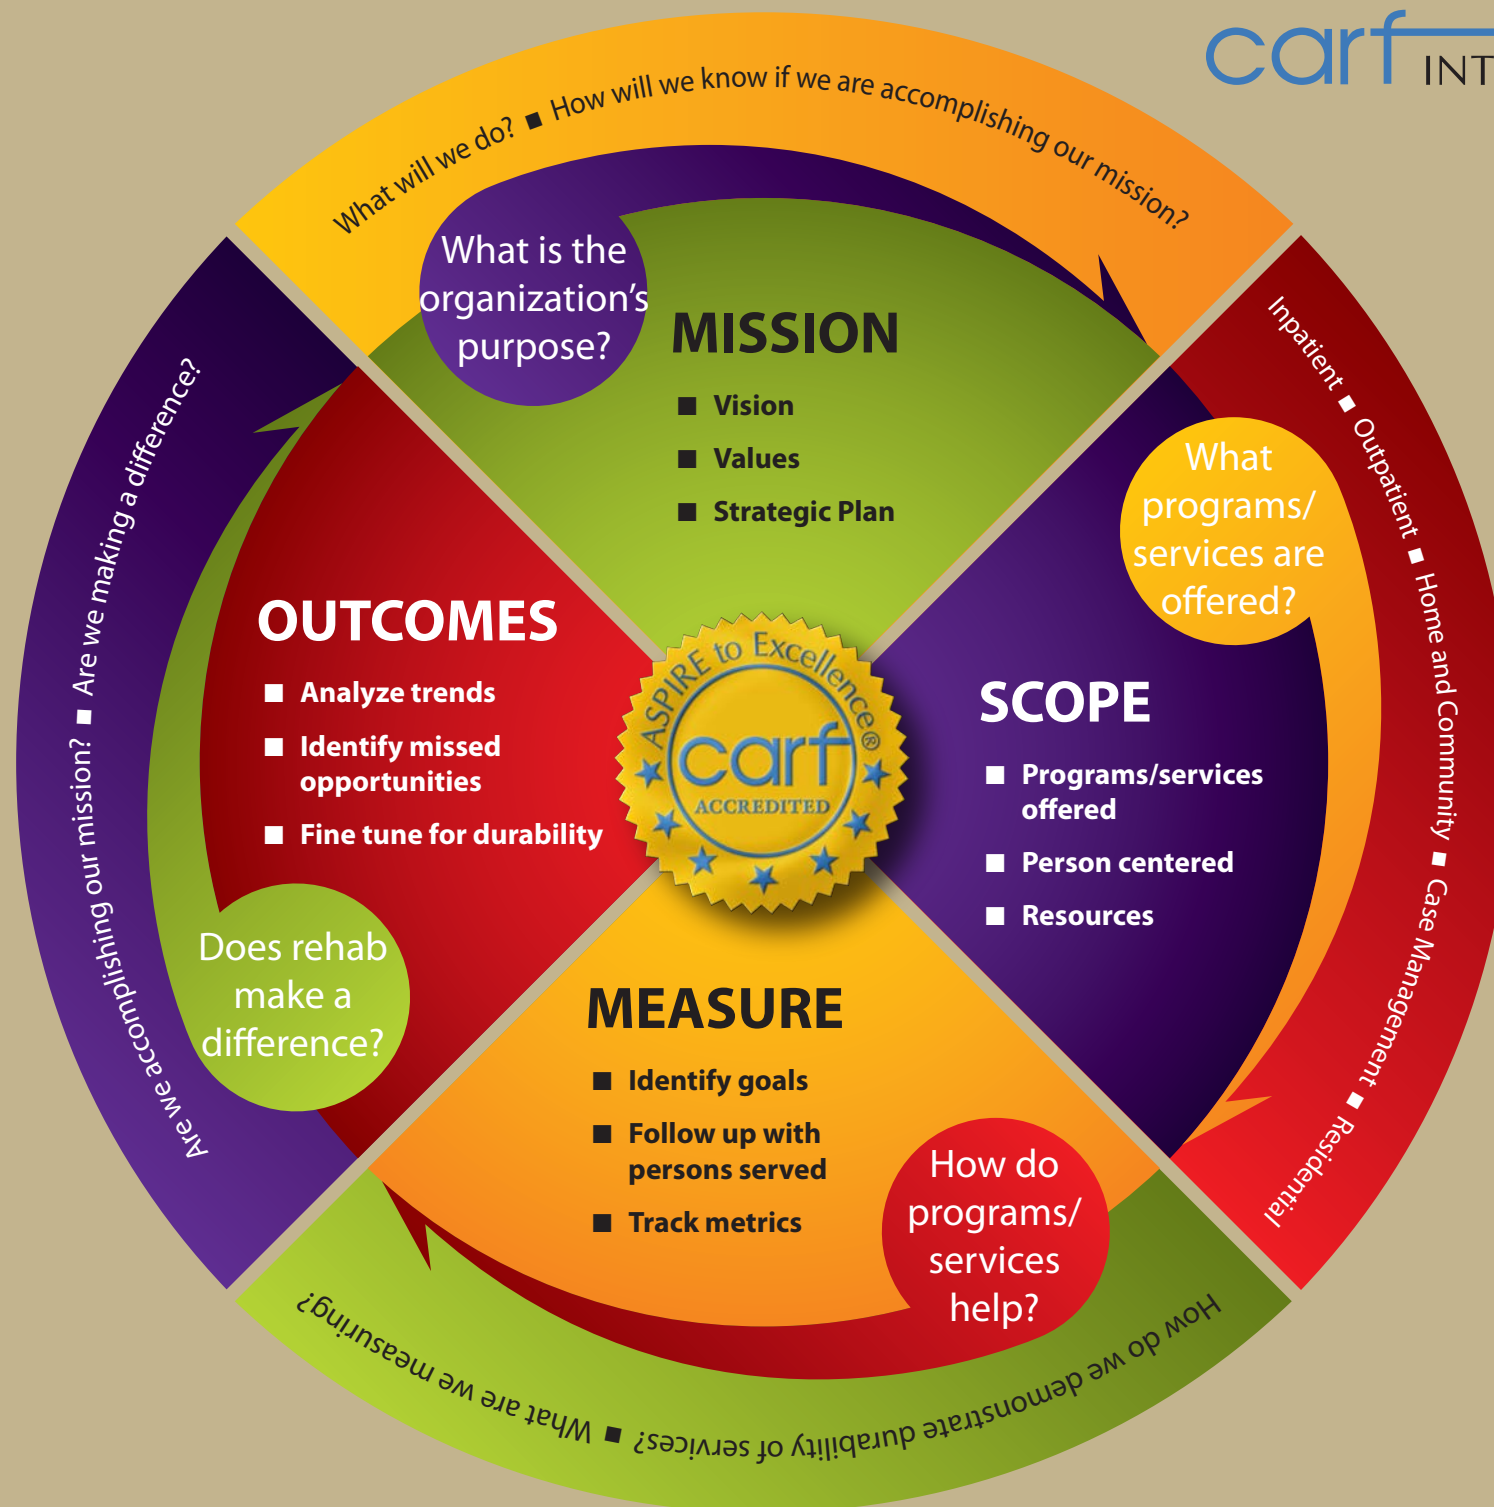 carf INT
What will we do? ■ How will we know if we are accomplishing our mission?
What is the
organization's
purpose?
MISSION
■ Vision
■ Values
■ Strategic Plan
Inpatient ■ Outpatient ■ Home and Community ■ Case Management ■ Residential
What
programs/
services are
offered?
SCOPE
■ Programs/services
offered
■ Person centered
■ Resources
How do we demonstrate durability of services? ■ What are we measuring?
How do
programs/
services
help?
MEASURE
■ Identify goals
■ Follow up with
persons served
■ Track metrics
Are we accomplishing our mission? ■ Are we making a difference?
Does rehab
make a
difference?
OUTCOMES
■ Analyze trends
■ Identify missed
opportunities
■ Fine tune for durability
ASPIRE to Excellence®
carf
ACCREDITED